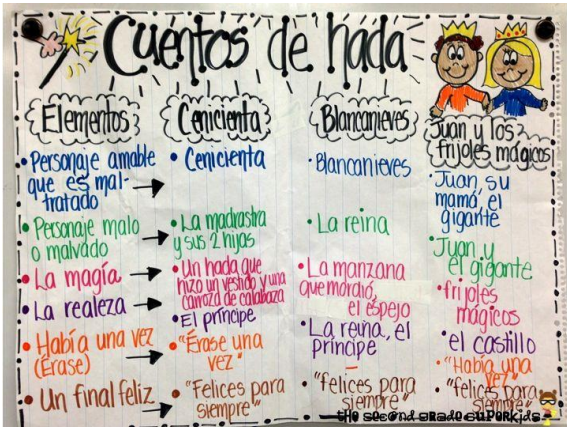 Cuentos de hada
Elementos
• Personaje amable
que es mal-
tratado
• Personaje malo
o malvado
• La magia
• La realeza
• Había una vez
(Erase)
• Un final feliz
Cenicienta
• Cenicienta
• La madrastra
y sus 2 hijas
• Un hada que
hizo un vestido y una
carroza de calabaza
• El príncipe
• "Érase una
vez"
• "Felices para
siempre"
Blancanieves
• Blancanieves
• La reina
• La manzana
que mordió,
el espejo
• La reina, el
príncipe
• "felices para
siempre"
Juan y los
frijoles mágicos
• Juan, su
mamá, el
gigante
• Juan y
el gigante
• frijoles
mágicos
• el castillo
• "Había una
vez"
• "felices para
siempre"
the second grade superkids